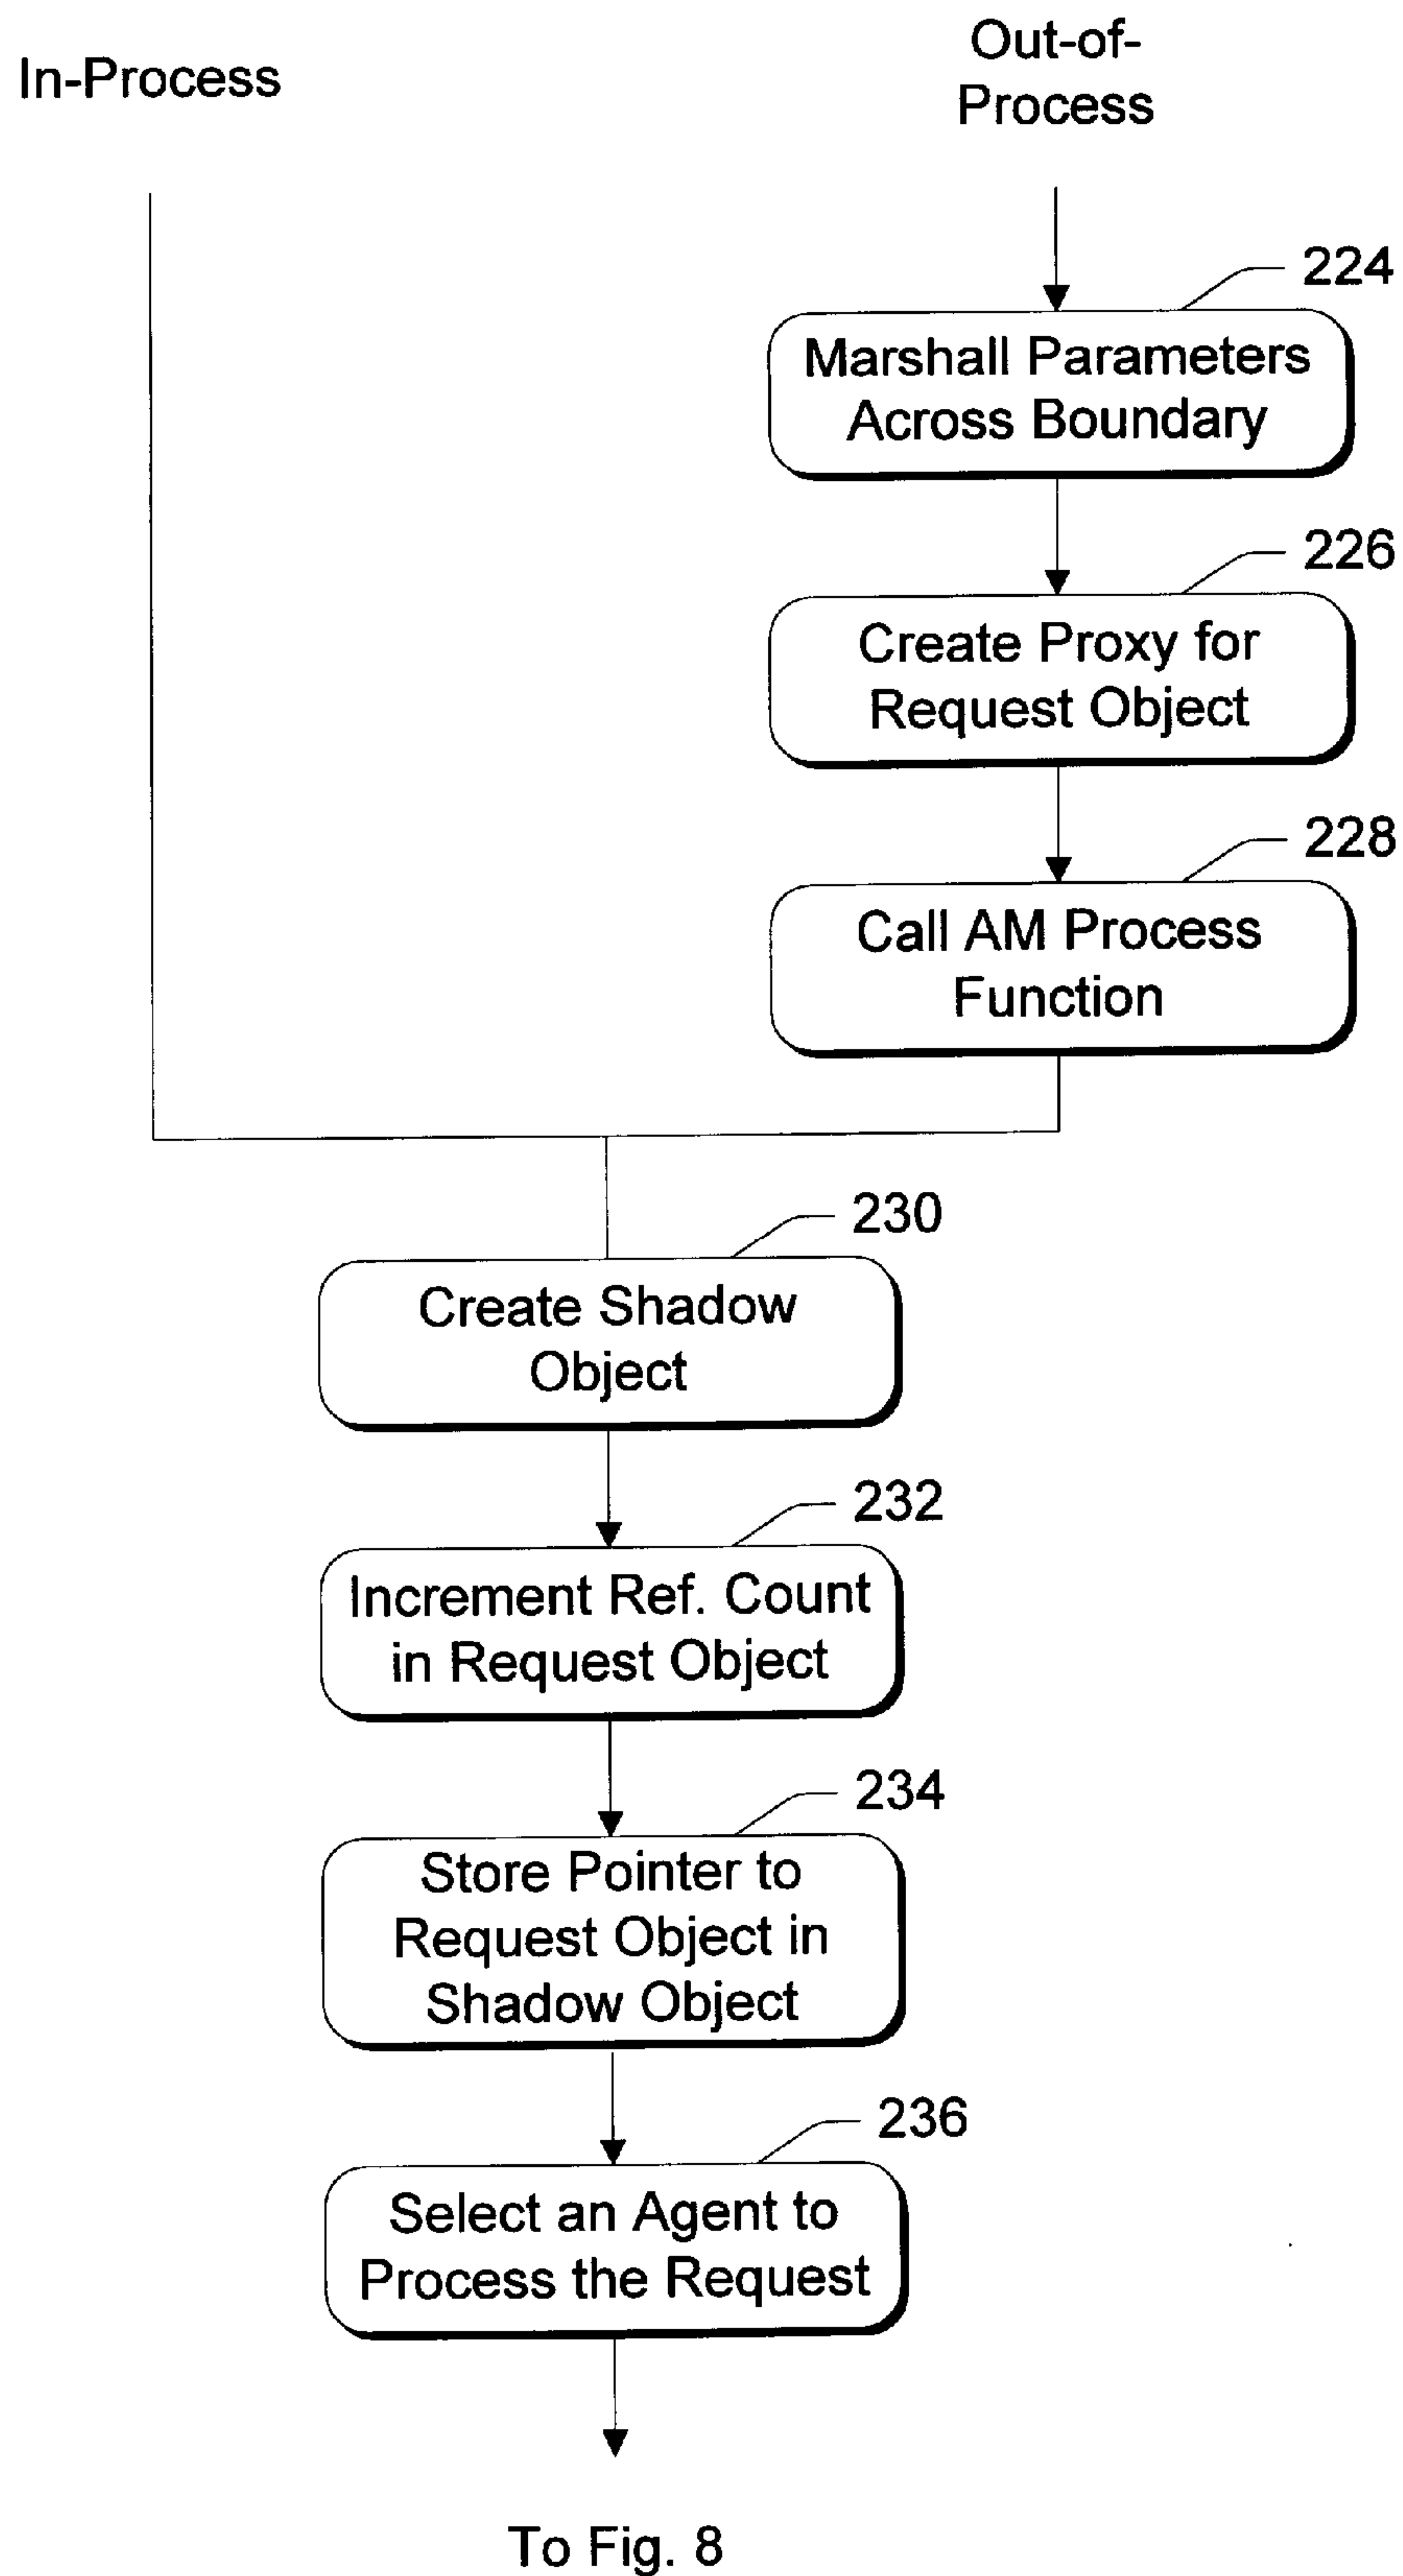 In-Process
Out-of-
Process
224
Marshall Parameters
Across Boundary
226
Create Proxy for
Request Object
228
Call AM Process
Function
230
Create Shadow
Object
232
Increment Ref. Count
in Request Object
234
Store Pointer to
Request Object in
Shadow Object
236
Select an Agent to
Process the Request
To Fig. 8